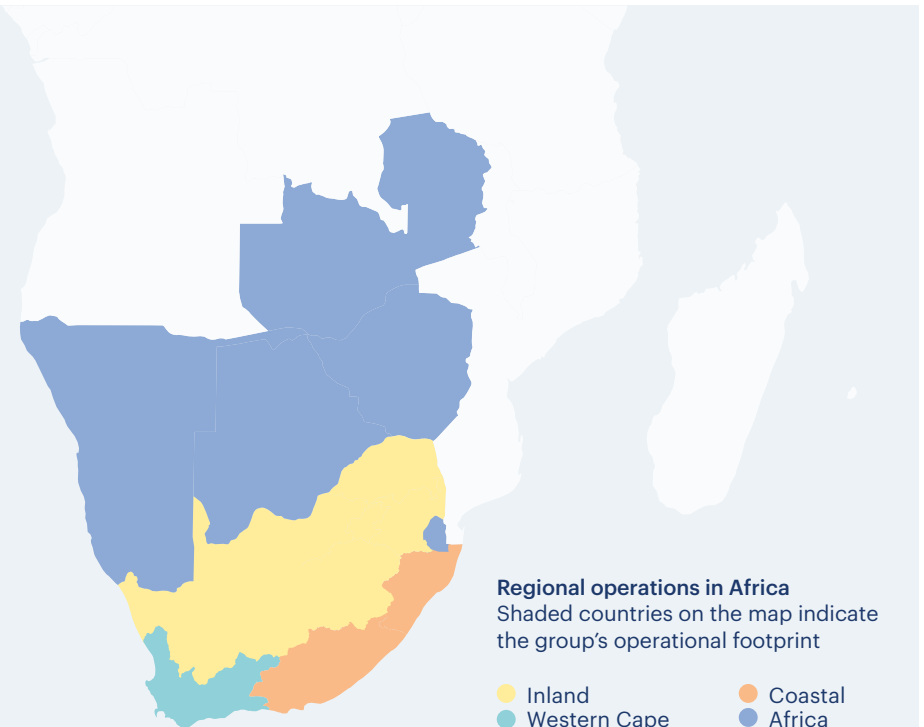 Regional operations in Africa
Shaded countries on the map indicate
the group's operational footprint
Inland
Coastal
Western Cape
Africa